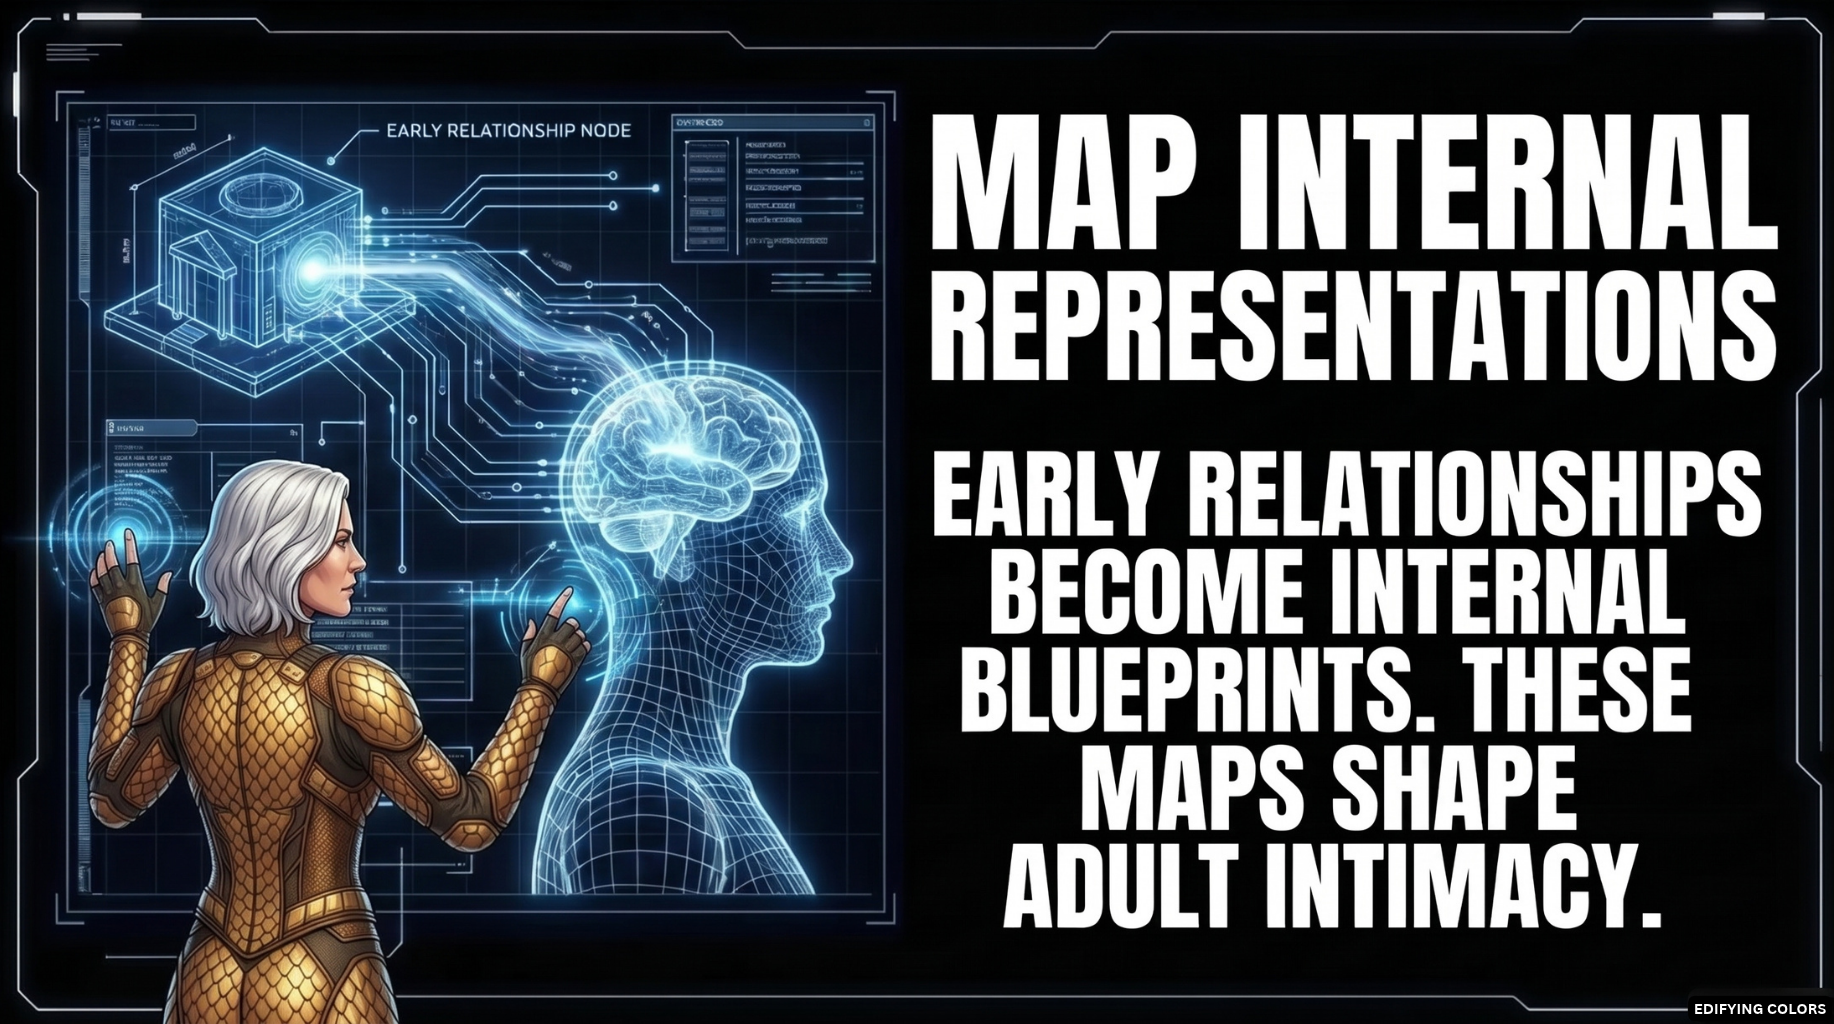 EARLY RELATIONSHIP NODE
MAP INTERNAL
REPRESENTATIONS
EARLY RELATIONSHIPS
BECOME INTERNAL
BLUEPRINTS. THESE
MAPS SHAPE
ADULT INTIMACY.
EDIFYING COLORS